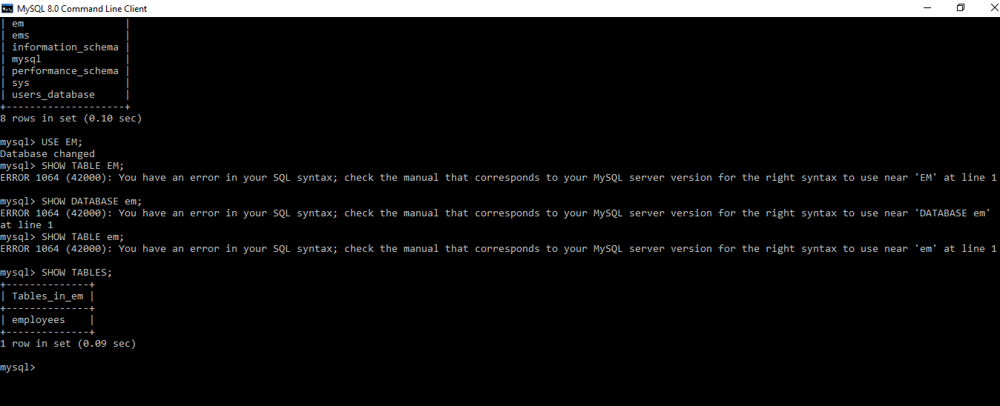 MySQL 8.0 Command Line Client
| em                 |
| ems                |
| information_schema |
| mysql              |
| performance_schema |
| sys                |
| users_database     |
+--------------------+
8 rows in set (0.10 sec)
mysql> USE EM;
Database changed
mysql> SHOW TABLE EM;
ERROR 1064 (42000): You have an error in your SQL syntax; check the manual that corresponds to your MySQL server version for the right syntax to use near 'EM' at line 1
mysql> SHOW DATABASE em;
ERROR 1064 (42000): You have an error in your SQL syntax; check the manual that corresponds to your MySQL server version for the right syntax to use near 'DATABASE em'
at line 1
mysql> SHOW TABLE em;
ERROR 1064 (42000): You have an error in your SQL syntax; check the manual that corresponds to your MySQL server version for the right syntax to use near 'em' at line 1
mysql> SHOW TABLES;
+--------------+
| Tables_in_em |
+--------------+
| employees    |
+--------------+
1 row in set (0.09 sec)
mysql>